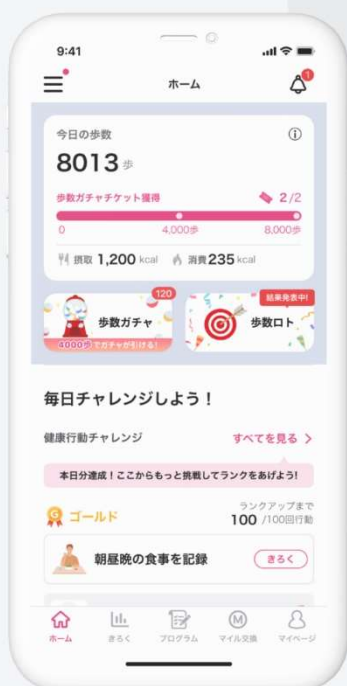 9:41
ホーム
1
今日の歩数
8013 歩
歩数ガチャチケット獲得 2/2
0 4,000歩 8,000歩
摂取 1,200 kcal 消費 235 kcal
120
歩数ガチャ
4000歩でガチャが引ける!
結果発表中!
歩数ロト
毎日チャレンジしよう!
健康行動チャレンジ すべてを見る >
本日分達成!ここからもっと挑戦してランクをあげよう!
G ゴールド
ランクアップまで
100 /100回行動
朝昼晩の食事を記録 きろく
ホーム きろく プログラム マイル交換 マイページ